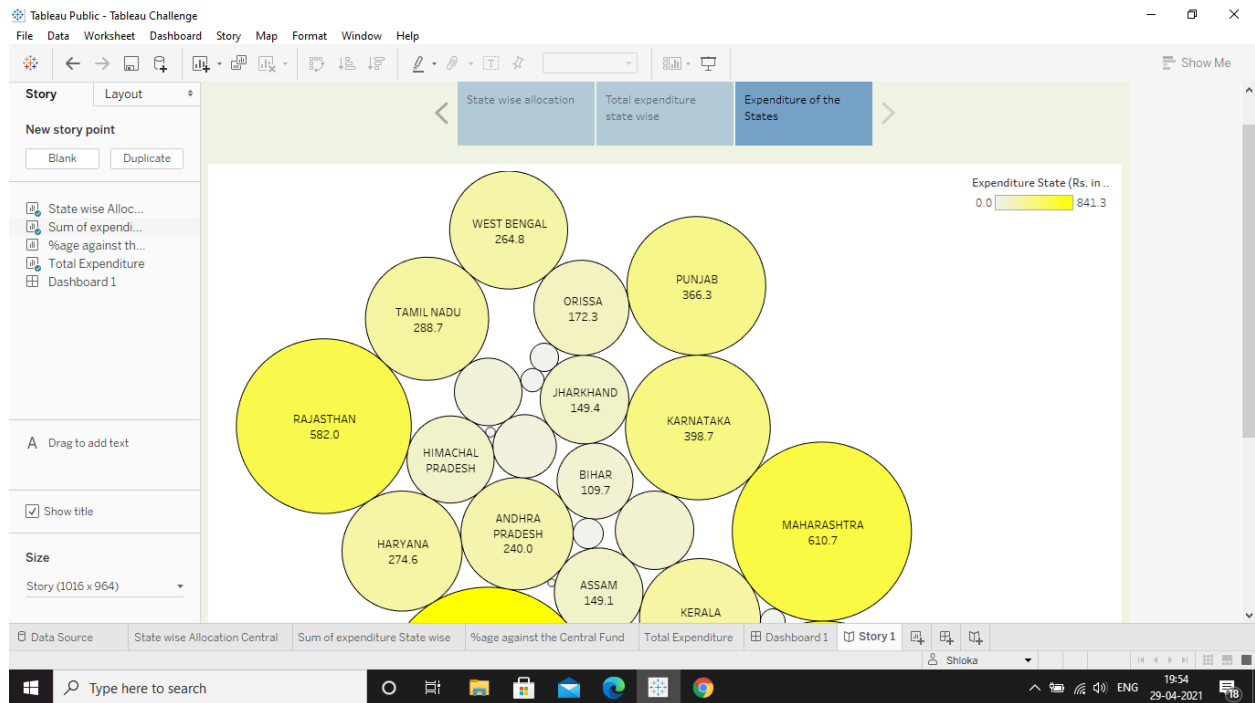 Tableau Public - Tableau Challenge
File Data Worksheet Dashboard Story Map Format Window Help
Show Me
Story Layout
New story point
Blank Duplicate
State wise Alloc...
Sum of expendi...
%age against th...
Total Expenditure
Dashboard 1
A Drag to add text
Show title
Size
Story (1016 x 964)
State wise allocation
Total expenditure
state wise
Expenditure of the
States
Expenditure State (Rs. in ..
0.0 841.3
WEST BENGAL
264.8
PUNJAB
366.3
ORISSA
172.3
TAMIL NADU
288.7
JHARKHAND
149.4
RAJASTHAN
582.0
KARNATAKA
398.7
HIMACHAL
PRADESH
BIHAR
109.7
ANDHRA
PRADESH
240.0
MAHARASHTRA
610.7
HARYANA
274.6
ASSAM
149.1
KERALA
Data Source State wise Allocation Central Sum of expenditure State wise %age against the Central Fund Total Expenditure Dashboard 1 Story 1
Shloka
Type here to search
ENG
19:54
29-04-2021
18